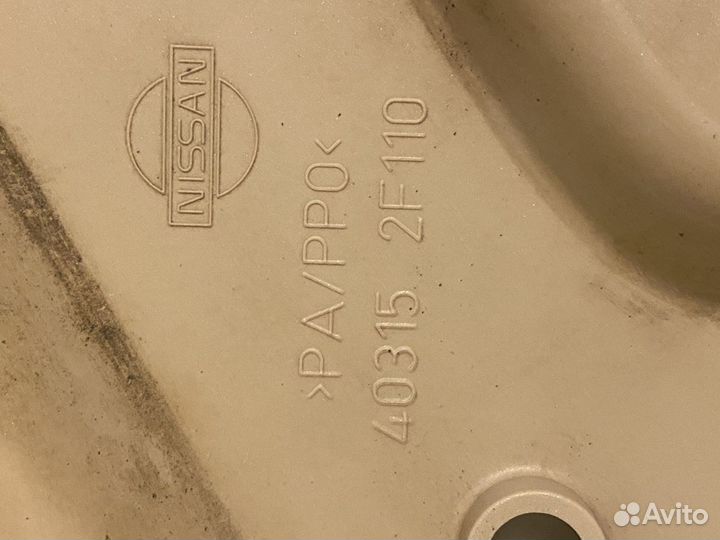 NISSAN
>PA/PPO<
40315 2F110
Avito